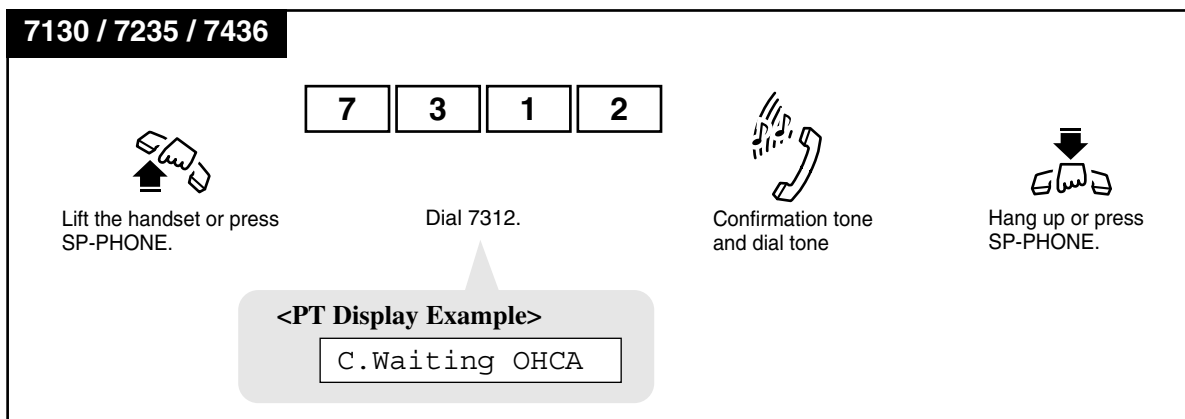 7130 / 7235 / 7436
7 3 1 2
Lift the handset or press
SP-PHONE.
Dial 7312.
Confirmation tone
and dial tone
Hang up or press
SP-PHONE.
<PT Display Example>
C.Waiting OHCA